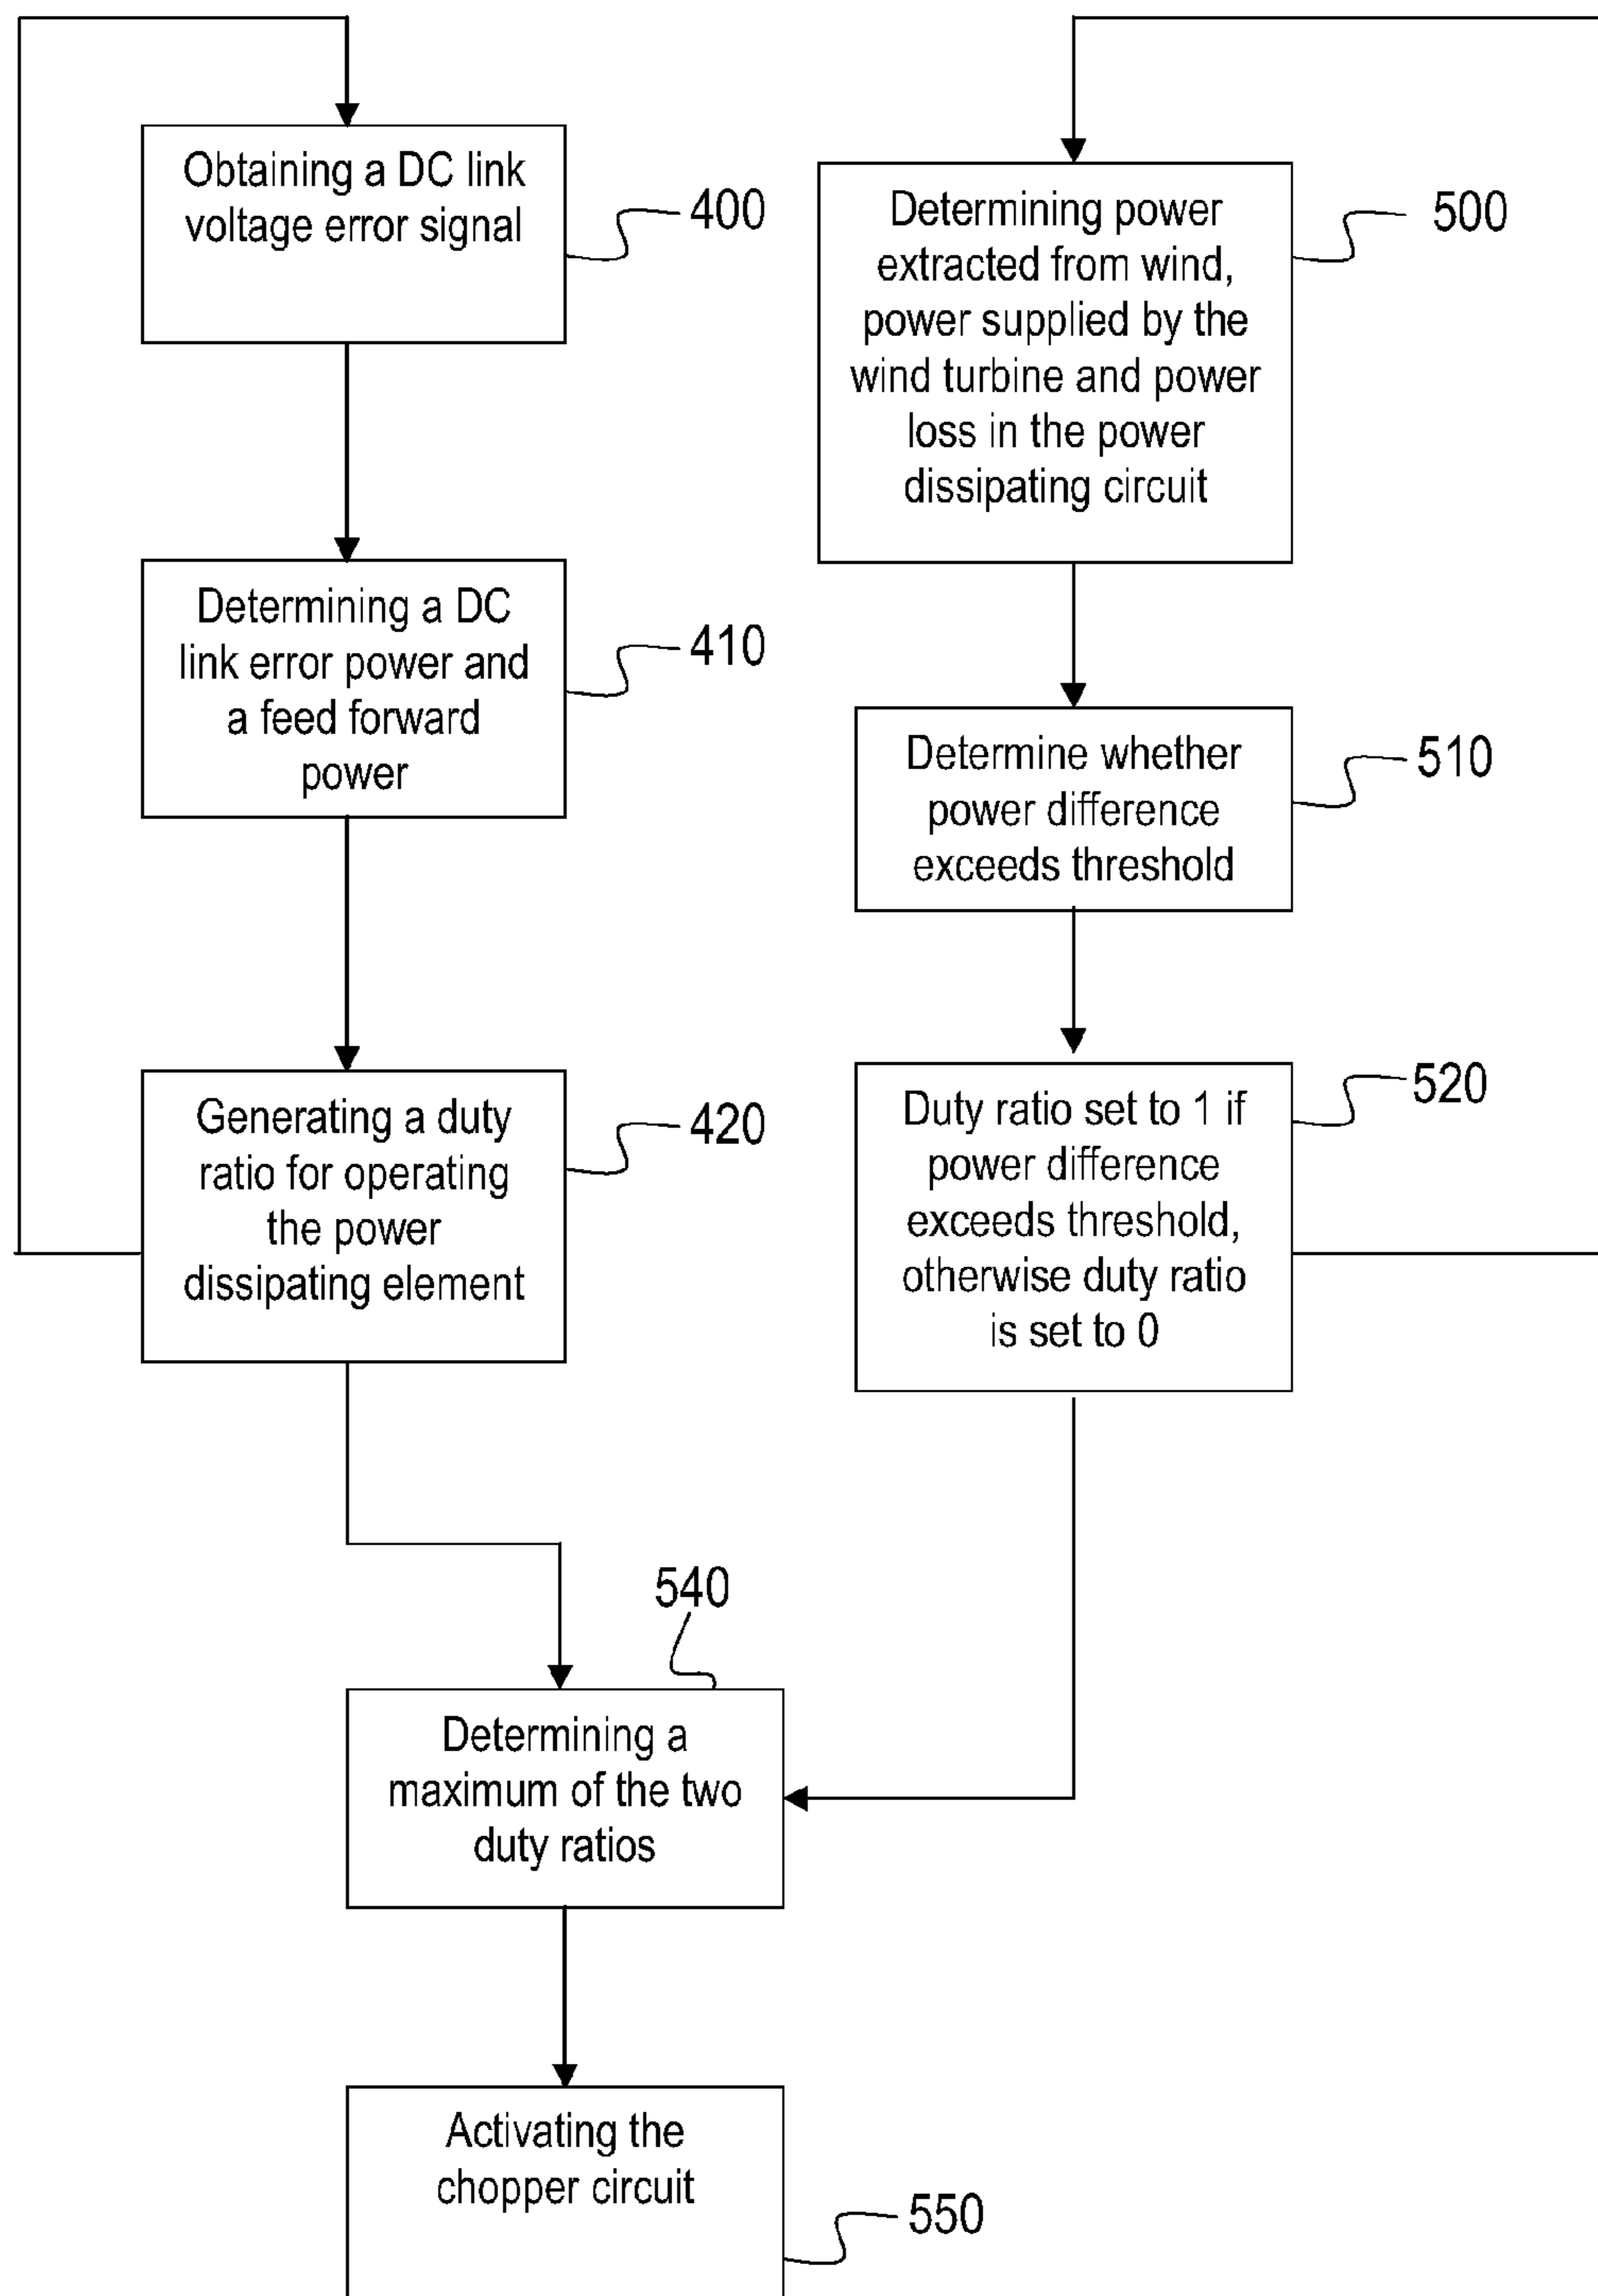 Obtaining a DC link
voltage error signal
400
Determining a DC
link error power and
a feed forward
power
410
Generating a duty
ratio for operating
the power
dissipating element
420
Determining power
extracted from wind,
power supplied by the
wind turbine and power
loss in the power
dissipating circuit
500
Determine whether
power difference
exceeds threshold
510
Duty ratio set to 1 if
power difference
exceeds threshold,
otherwise duty ratio
is set to 0
520
540
Determining a
maximum of the two
duty ratios
Activating the
chopper circuit
550